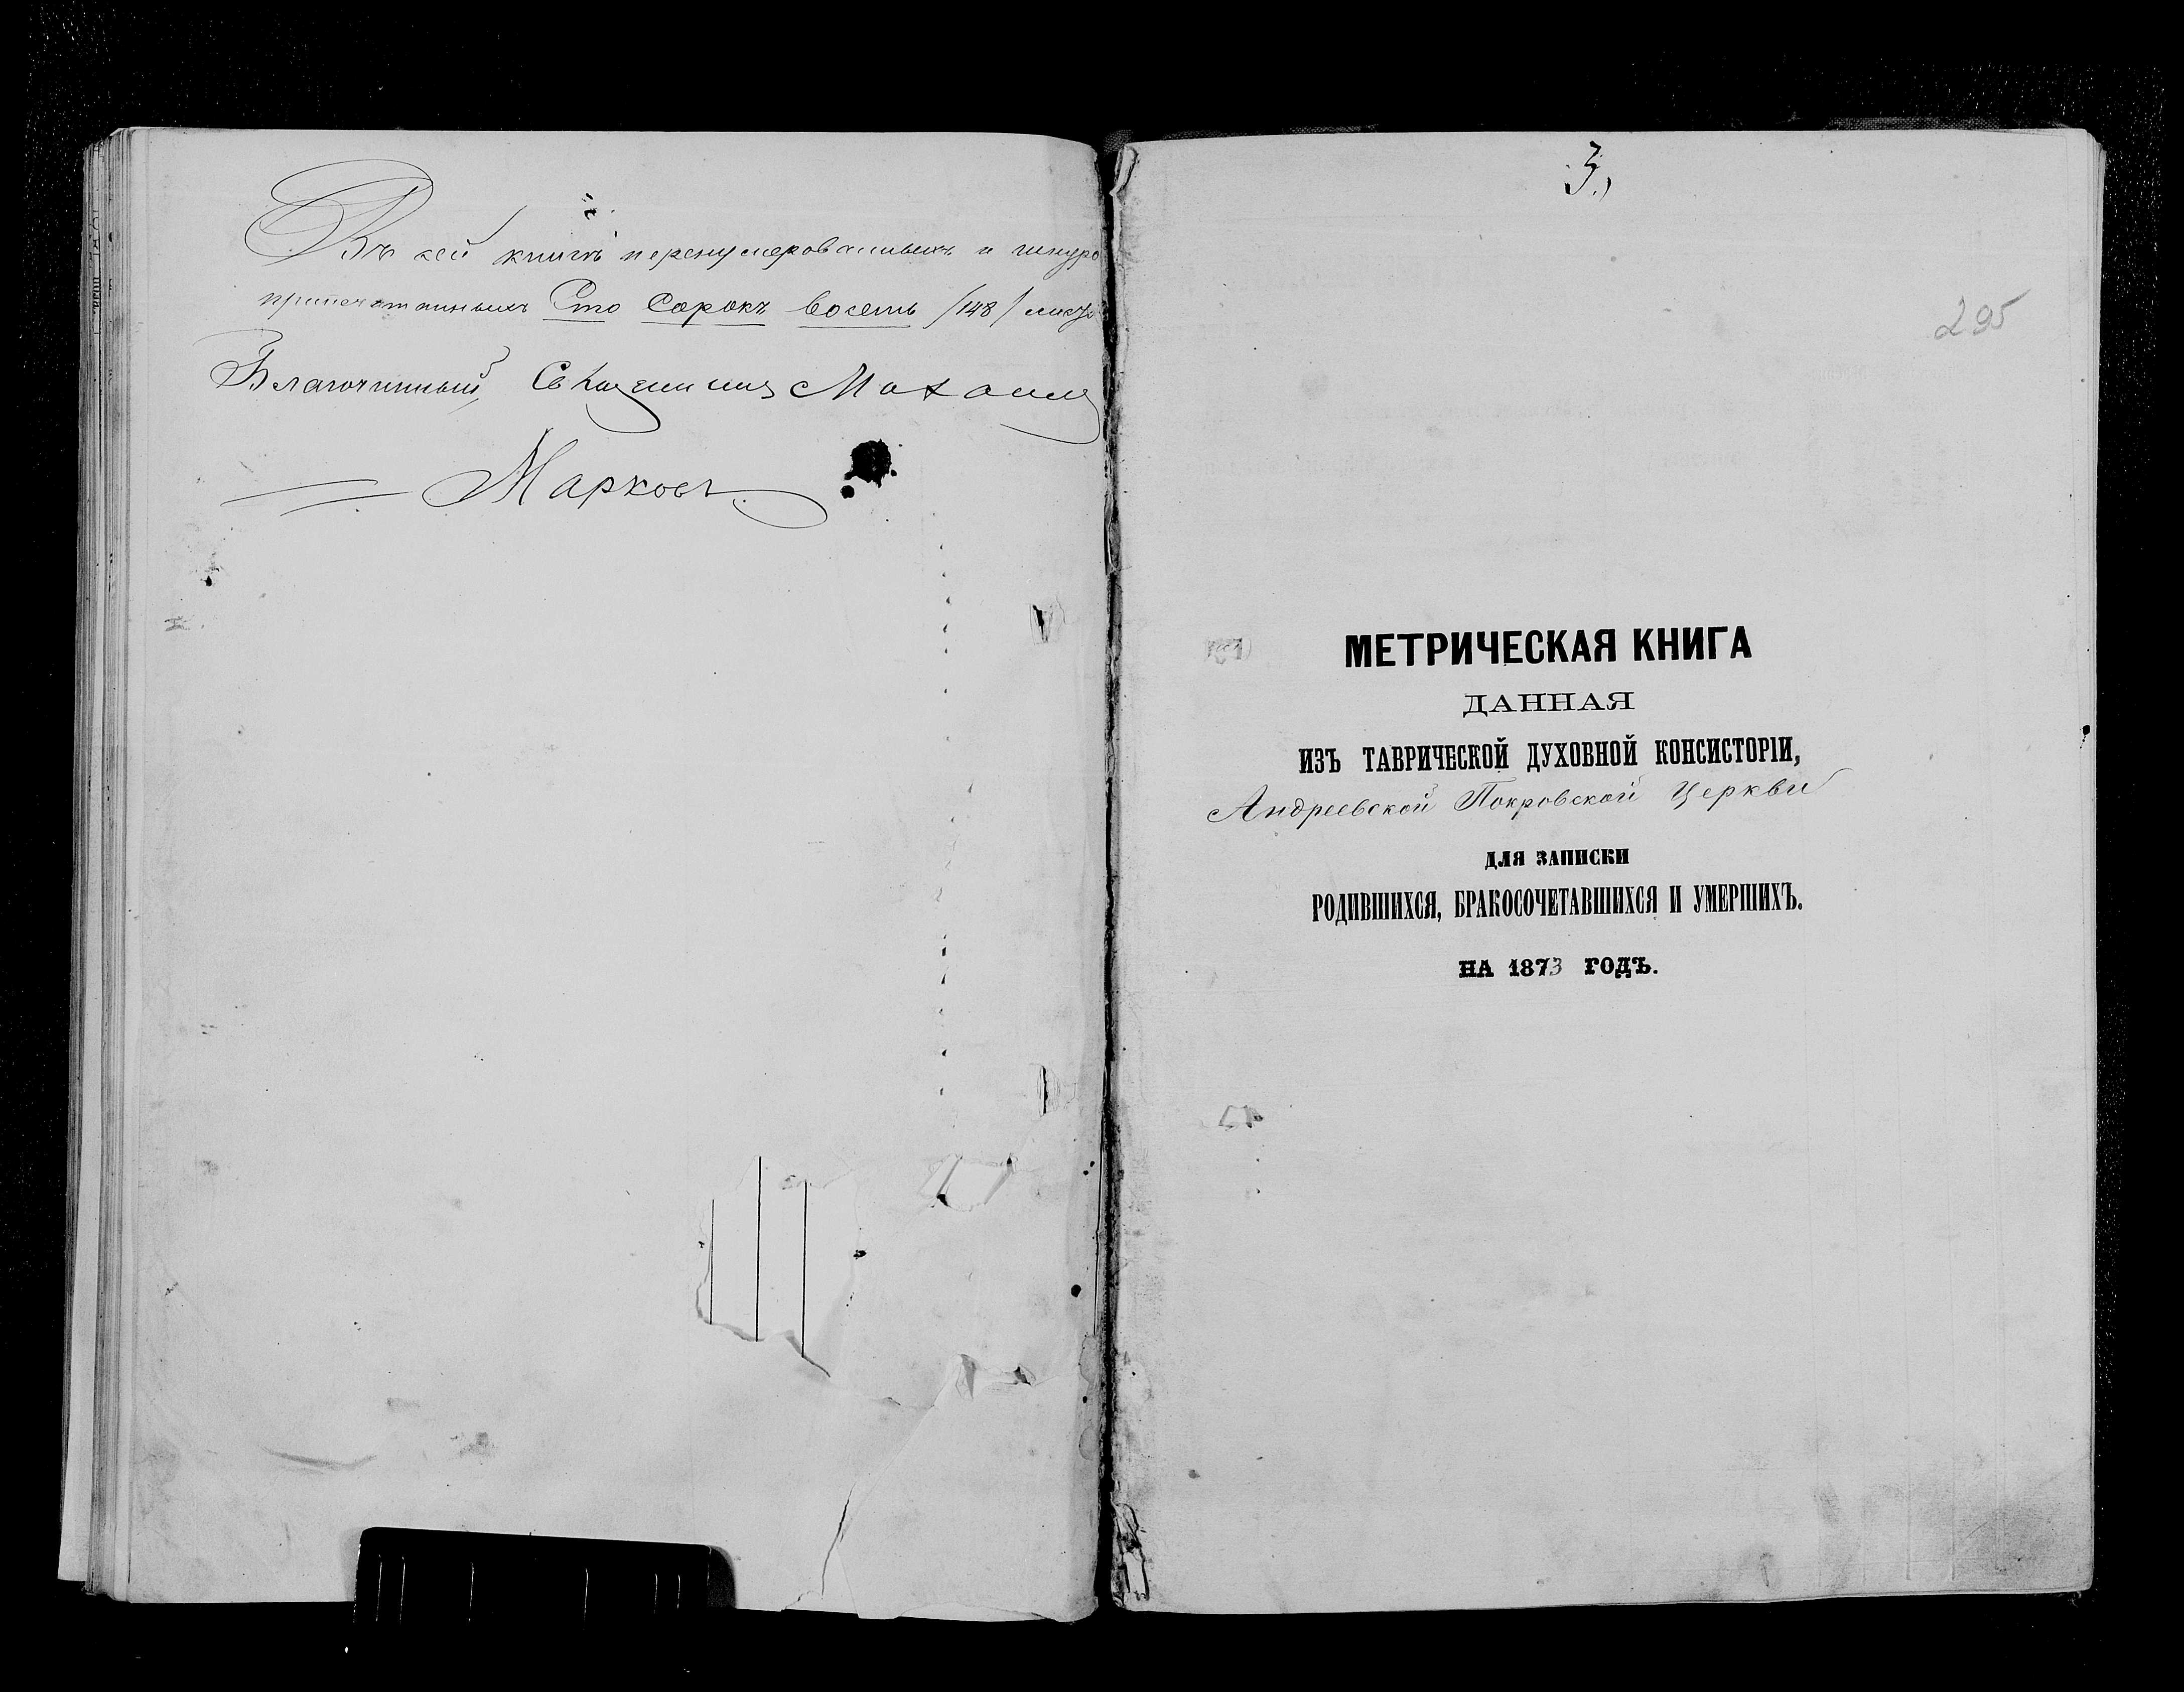 Въ сей книгѣ перенумерованныхъ и шнуро
припечатанныхъ Сто Сорокъ восемь /148/ лист
Благочинный, Священникъ Михаилъ
Марковъ.
3.,
295
МЕТРИЧЕСКАЯ КНИГА
ДАННАЯ
ИЗЪ ТАВРИЧЕСКОЙ ДУХОВНОЙ КОНСИСТОРІИ,
Андреевской Покровской Церкви
ДЛЯ ЗАПИСКИ
РОДИВШИХСЯ, БРАКОСОЧЕТАВШИХСЯ И УМЕРШИХЪ.
НА 1873 ГОДЪ.